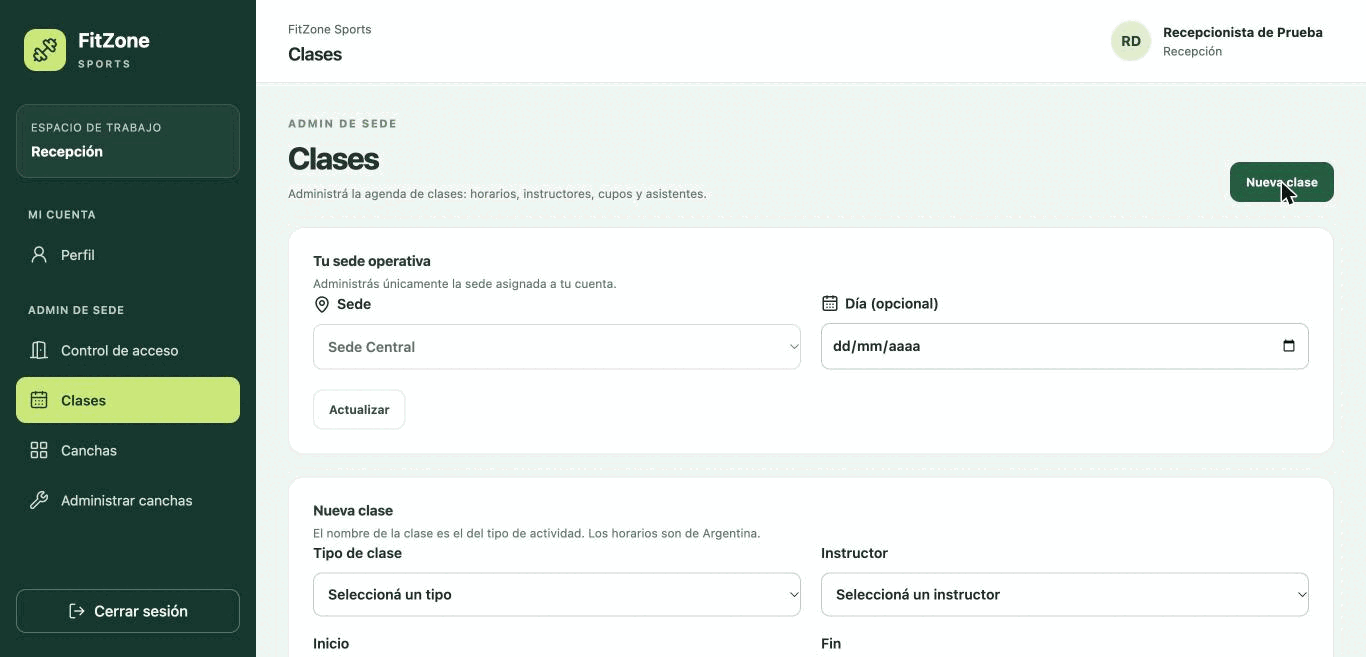 FitZone
SPORTS
ESPACIO DE TRABAJO
Recepción
MI CUENTA
Perfil
ADMIN DE SEDE
Control de acceso
Clases
Canchas
Administrar canchas
Cerrar sesión
FitZone Sports
Clases
RD
Recepcionista de Prueba
Recepción
ADMIN DE SEDE
Clases
Administrá la agenda de clases: horarios, instructores, cupos y asistentes.
Nueva clase
Tu sede operativa
Administrás únicamente la sede asignada a tu cuenta.
Sede
Día (opcional)
Sede Central
dd/mm/aaaa
Actualizar
Nueva clase
El nombre de la clase es el del tipo de actividad. Los horarios son de Argentina.
Tipo de clase
Instructor
Seleccioná un tipo
Seleccioná un instructor
Inicio
Fin